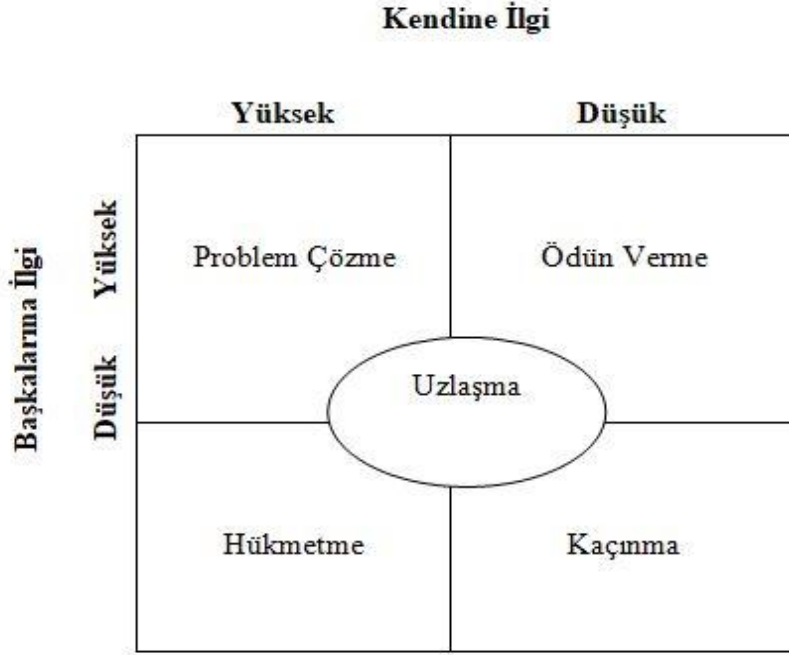 Kendine İlgi
Yüksek Düşük
Başkalarına İlgi
Yüksek
Düşük
Problem Çözme Ödün Verme
Uzlaşma
Hükmetme Kaçınma